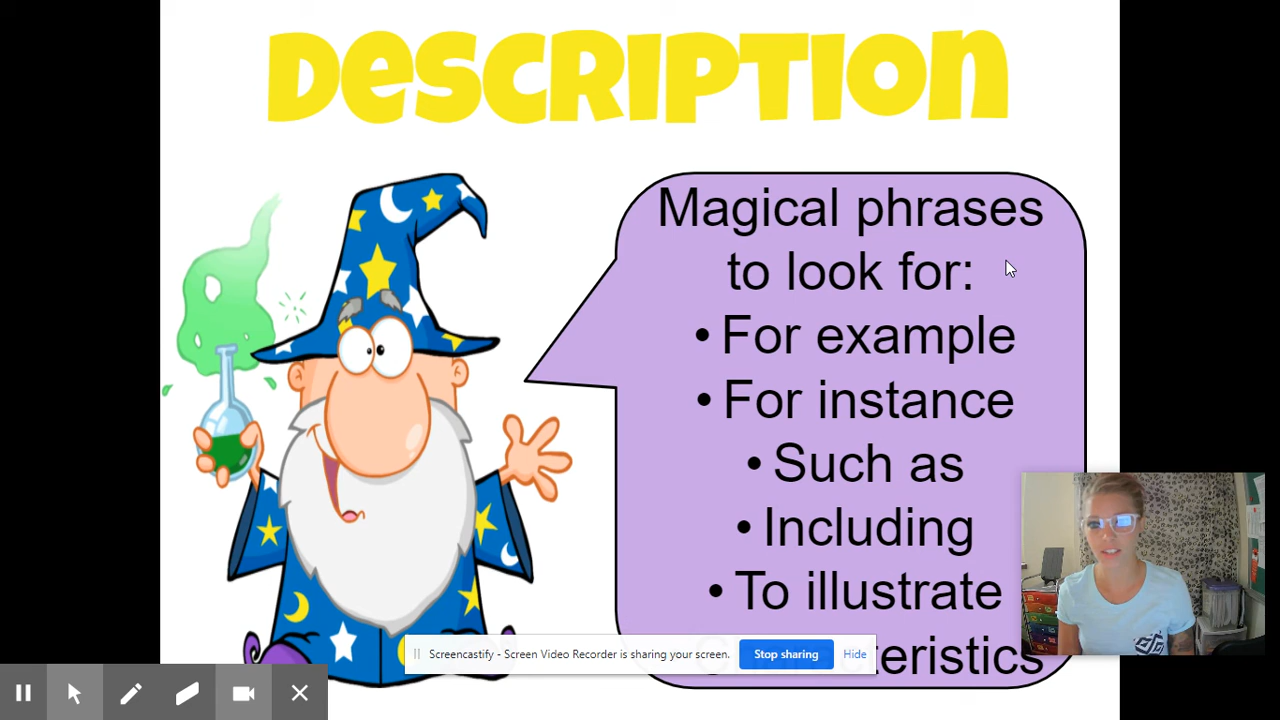 DESCRIPTION
Magical phrases
to look for:
• For example
• For instance
• Such as
• Including
• To illustrate
Screencastify - Screen Video Recorder is sharing your screen. Stop sharing Hide